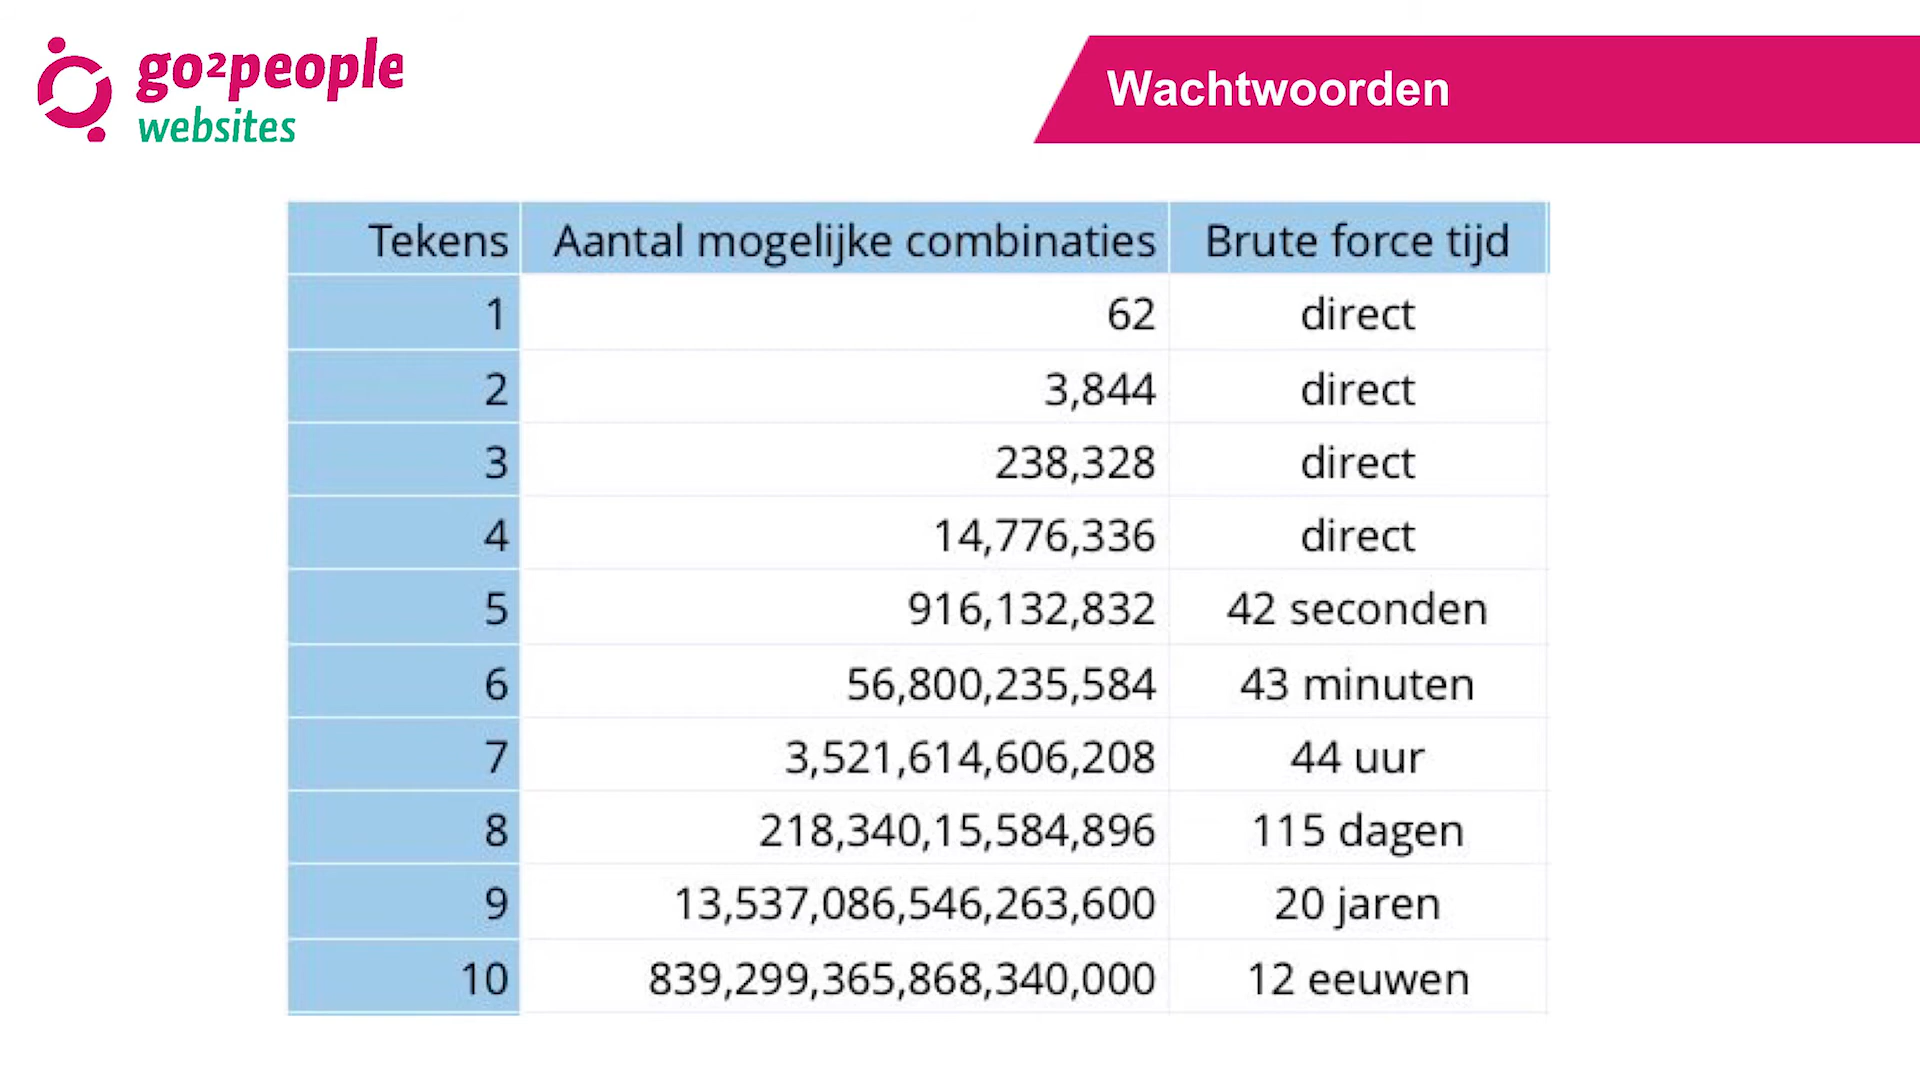 go2people
websites
Wachtwoorden
Tekens Aantal mogelijke combinaties Brute force tijd
1 62 direct
2 3,844 direct
3 238,328 direct
4 14,776,336 direct
5 916,132,832 42 seconden
6 56,800,235,584 43 minuten
7 3,521,614,606,208 44 uur
8 218,340,15,584,896 115 dagen
9 13,537,086,546,263,600 20 jaren
10 839,299,365,868,340,000 12 eeuwen